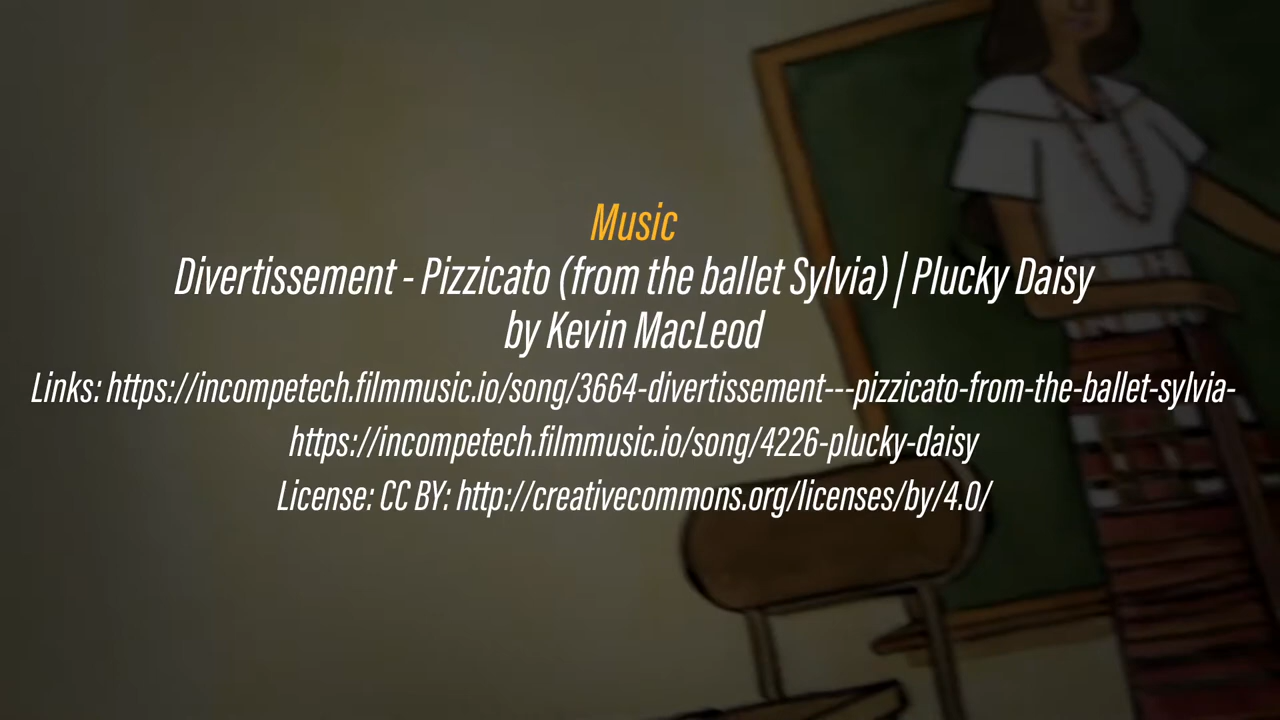 Music
Divertissement - Pizzicato (from the ballet Sylvia) | Plucky Daisy
by Kevin MacLeod
Links: https://incompetech.filmmusic.io/song/3664-divertissement---pizzicato-from-the-ballet-sylvia-
https://incompetech.filmmusic.io/song/4226-plucky-daisy
License: CC BY: http://creativecommons.org/licenses/by/4.0/